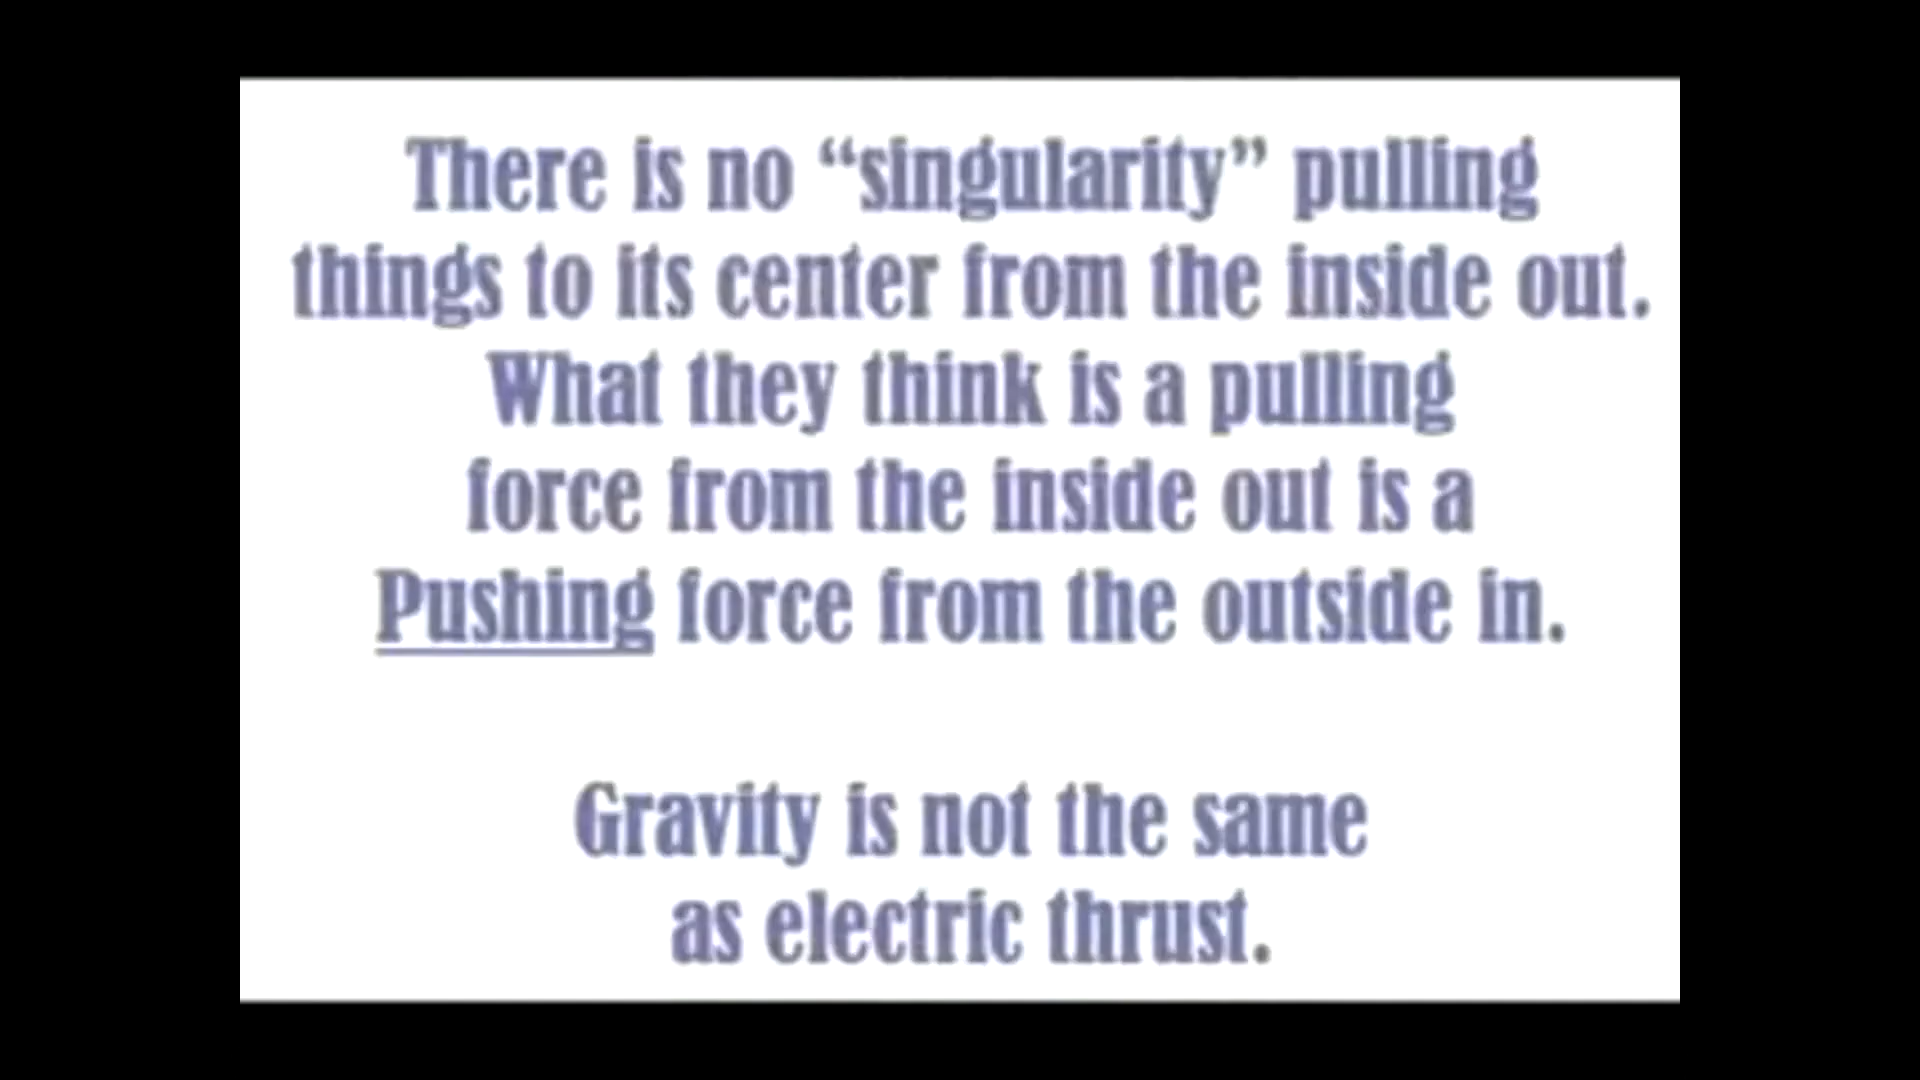 There is no “singularity” pulling
things to its center from the inside out.
What they think is a pulling
force from the inside out is a
Pushing force from the outside in.
Gravity is not the same
as electric thrust.